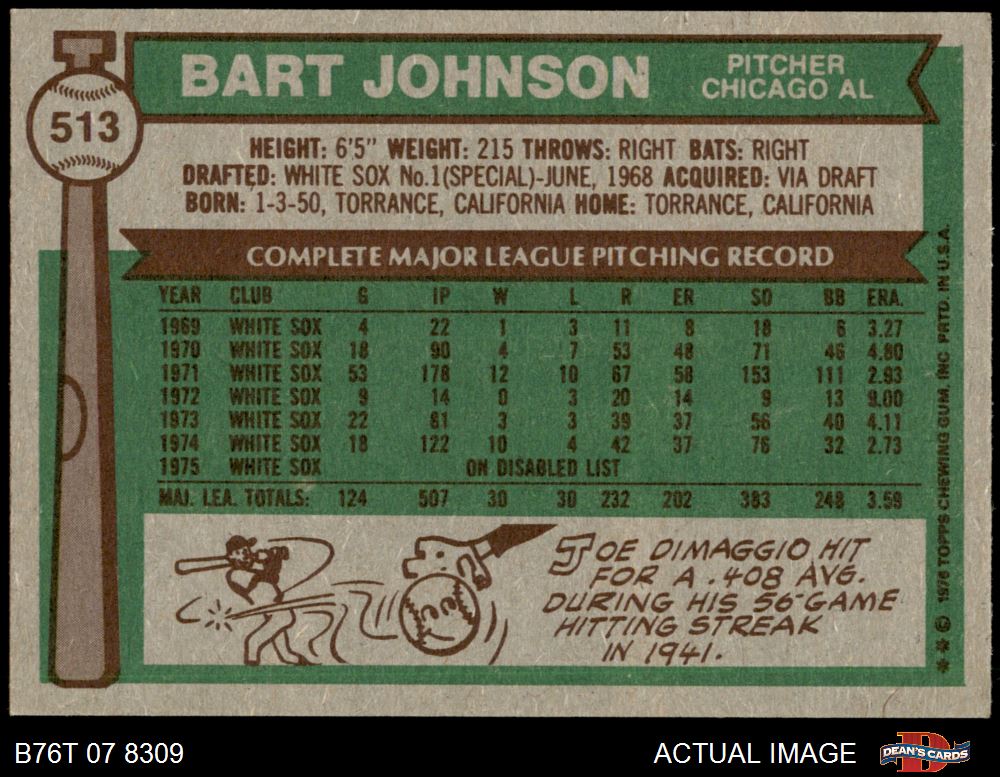 BART JOHNSON
PITCHER
CHICAGO AL
513
HEIGHT: 6'5" WEIGHT: 215 THROWS: RIGHT BATS: RIGHT
DRAFTED: WHITE SOX No.1(SPECIAL)-JUNE, 1968 ACQUIRED: VIA DRAFT
BORN: 1-3-50, TORRANCE, CALIFORNIA HOME: TORRANCE, CALIFORNIA
COMPLETE MAJOR LEAGUE PITCHING RECORD
YEAR CLUB G IP W L R ER SO BB ERA.
1969 WHITE SOX 4 22 1 3 11 8 18 6 3.27
1970 WHITE SOX 18 90 4 7 53 48 71 46 4.80
1971 WHITE SOX 53 178 12 10 67 58 153 111 2.93
1972 WHITE SOX 9 14 0 3 20 14 9 13 9.00
1973 WHITE SOX 22 81 3 3 39 37 56 40 4.11
1974 WHITE SOX 18 122 10 4 42 37 76 32 2.73
1975 WHITE SOX ON DISABLED LIST
MAJ. LEA. TOTALS: 124 507 30 30 232 202 383 248 3.59
JOE DIMAGGIO HIT
FOR A .408 AVG.
DURING HIS 56-GAME
HITTING STREAK
IN 1941.
* * © 1976 TOPPS CHEWING GUM, INC. PRTD. IN U.S.A.
B76T 07 8309
ACTUAL IMAGE
DEAN'S CARDS